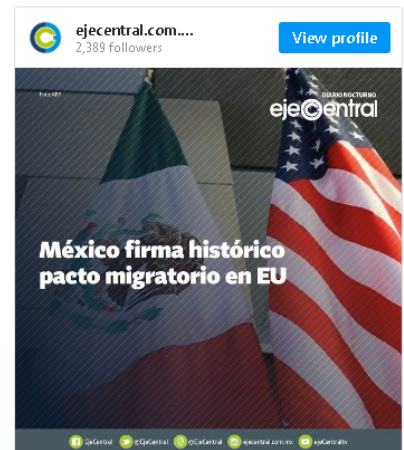 ejecentral.com....
2,389 followers
View profile
Foto: AFP
DIARIO NOCTURNO
ejeCentral
México firma histórico
pacto migratorio en EU
EjeCentral @EjeCentral @EjeCentral ejecentral.com.mx ejeCentraltv